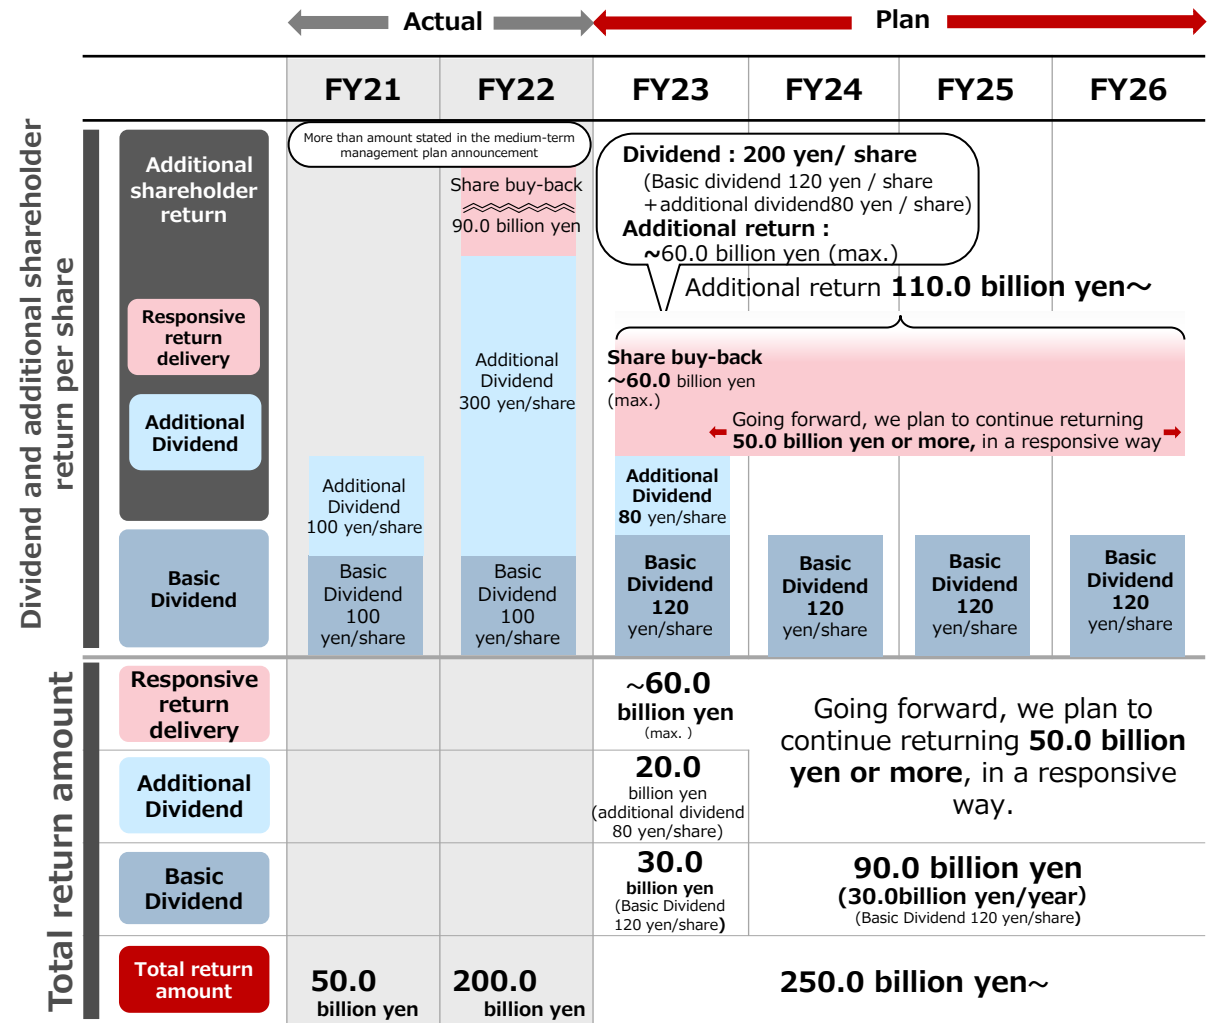 Actual
Plan
FY21
FY22
FY23
FY24
FY25
FY26
Dividend and additional shareholder
return per share
Additional
shareholder
return
Responsive
return
delivery
Additional
Dividend
Basic
Dividend
More than amount stated in the medium-term
management plan announcement
Share buy-back
90.0 billion yen
Additional
Dividend
300 yen/share
Additional
Dividend
100 yen/share
Basic
Dividend
100
yen/share
Basic
Dividend
100
yen/share
Dividend : 200 yen/ share
(Basic dividend 120 yen / share
+additional dividend80 yen / share)
Additional return :
~60.0 billion yen (max.)
Additional return 110.0 billion yen~
Share buy-back
~60.0 billion yen
(max.)
Going forward, we plan to continue returning
50.0 billion yen or more, in a responsive way
Additional
Dividend
80 yen/share
Basic
Dividend
120
yen/share
Basic
Dividend
120
yen/share
Basic
Dividend
120
yen/share
Basic
Dividend
120
yen/share
Total return amount
Responsive
return
delivery
~60.0
billion yen
(max. )
Going forward, we plan to
continue returning 50.0 billion
yen or more, in a responsive
way.
Additional
Dividend
20.0
billion yen
(additional dividend
80 yen/share)
Basic
Dividend
30.0
billion yen
(Basic Dividend
120 yen/share)
90.0 billion yen
(30.0billion yen/year)
(Basic Dividend 120 yen/share)
Total return
amount
50.0
billion yen
200.0
billion yen
250.0 billion yen~